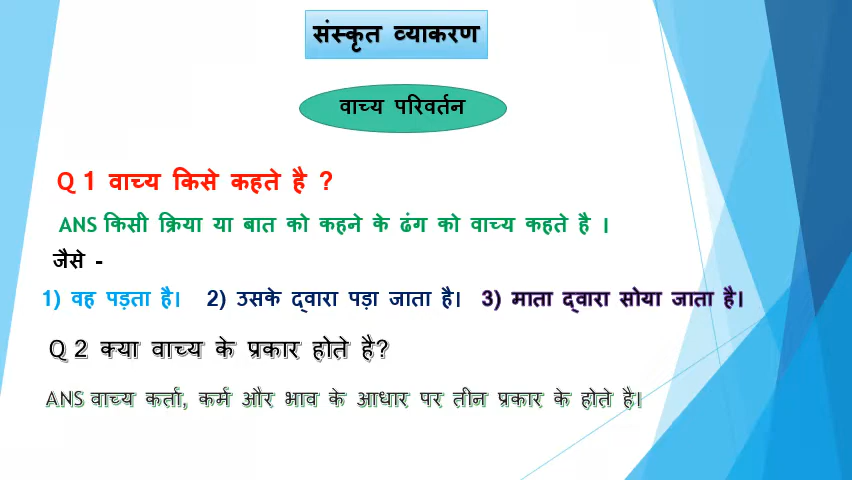 संस्कृत व्याकरण
वाच्य परिवर्तन
Q 1 वाच्य किसे कहते है ?
ANS किसी क्रिया या बात को कहने के ढंग को वाच्य कहते है ।
जैसे -
1) वह पड़ता है। 2) उसके द्वारा पड़ा जाता है। 3) माता द्वारा सोया जाता है।
Q 2 क्या वाच्य के प्रकार होते है?
ANS वाच्य कर्ता, कर्म और भाव के आधार पर तीन प्रकार के होते है।